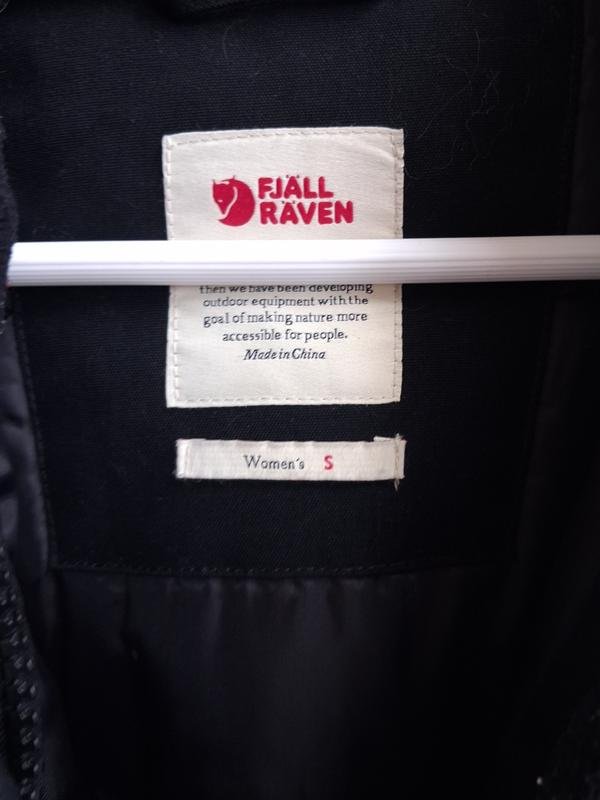 FJÄLL
RÄVEN
then we have been developing
outdoor equipment with the
goal of making nature more
accessible for people.
Made in China
Women's S